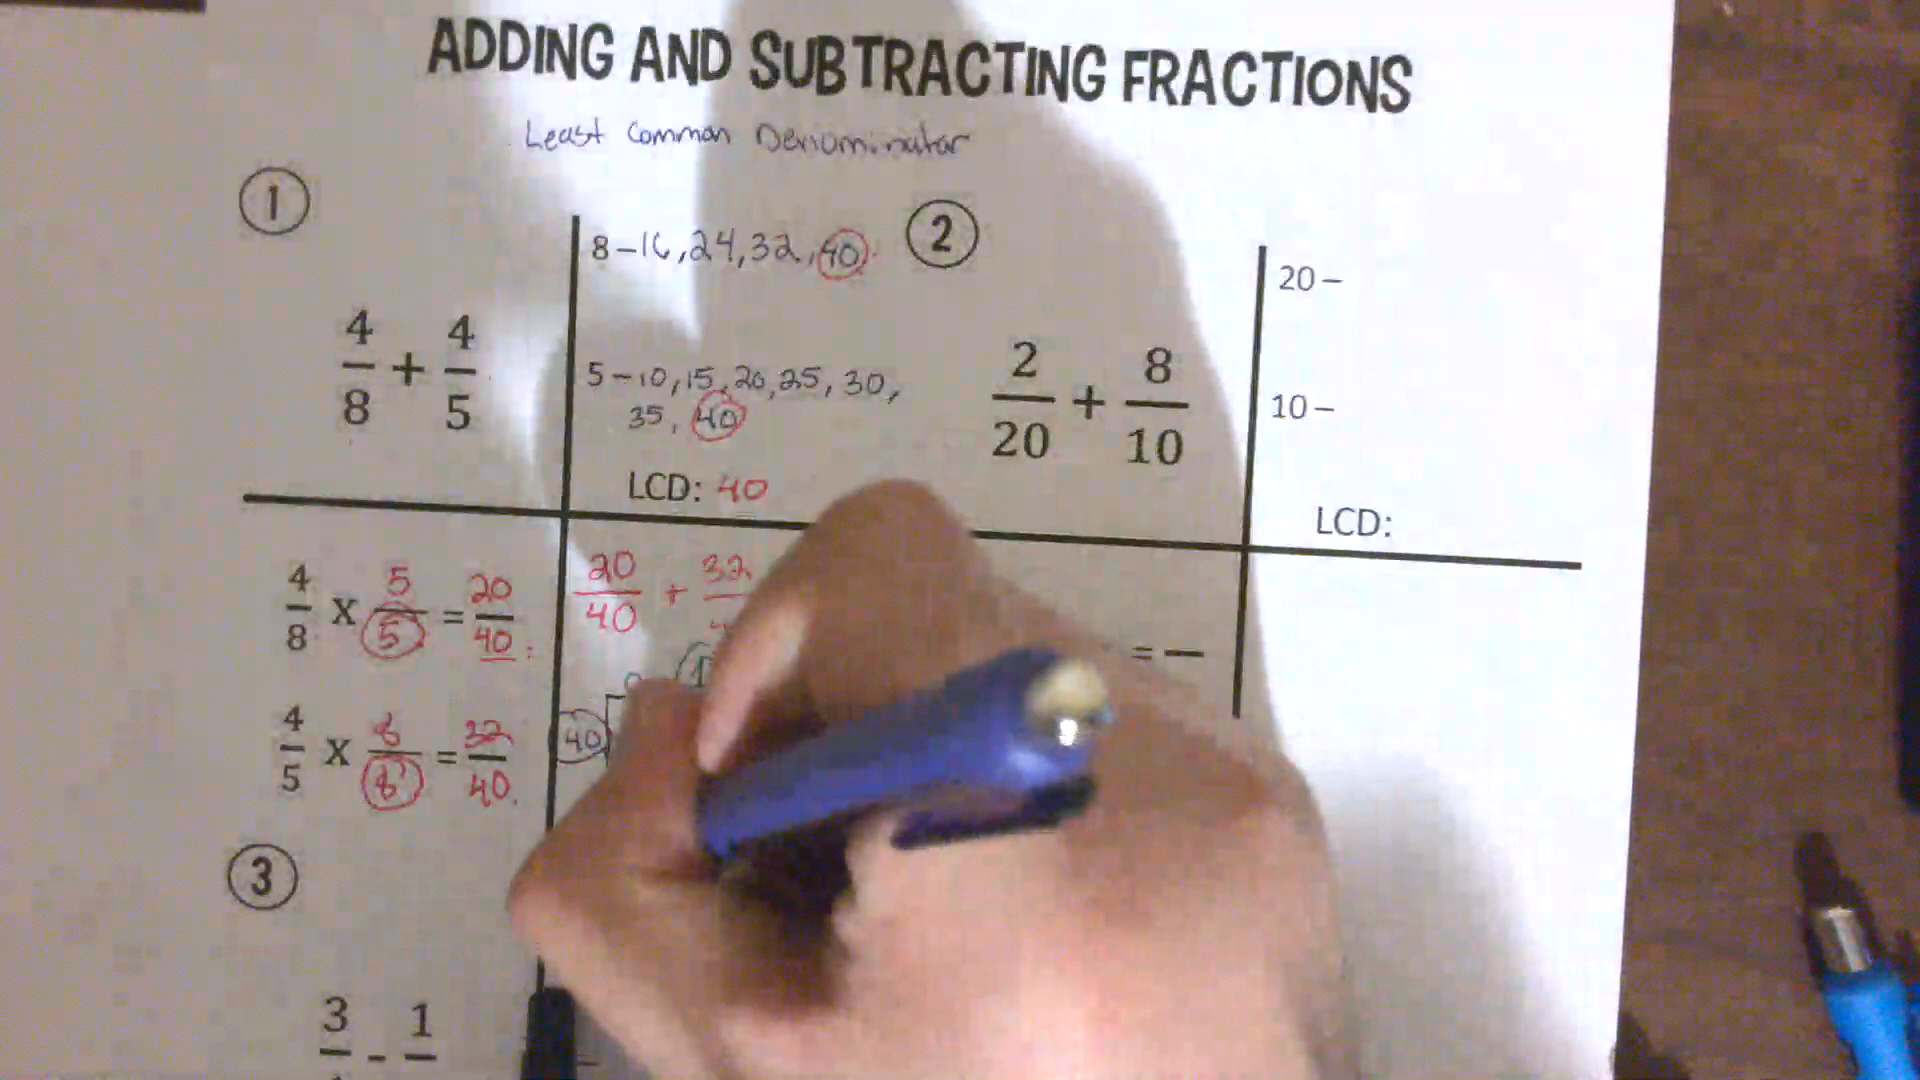 ADDING AND SUBTRACTING FRACTIONS
Least Common Denominator
1
8 - 16, 24, 32, 40
4/8 + 4/5
5 - 10, 15, 20, 25, 30,
35, 40
LCD: 40
4/8 x 5/5 = 20/40
20/40 + 32
4/5 x 8/8 = 32/40
40
2
20 -
2/20 + 8/10
10 -
LCD:
= —
3
3 - 1